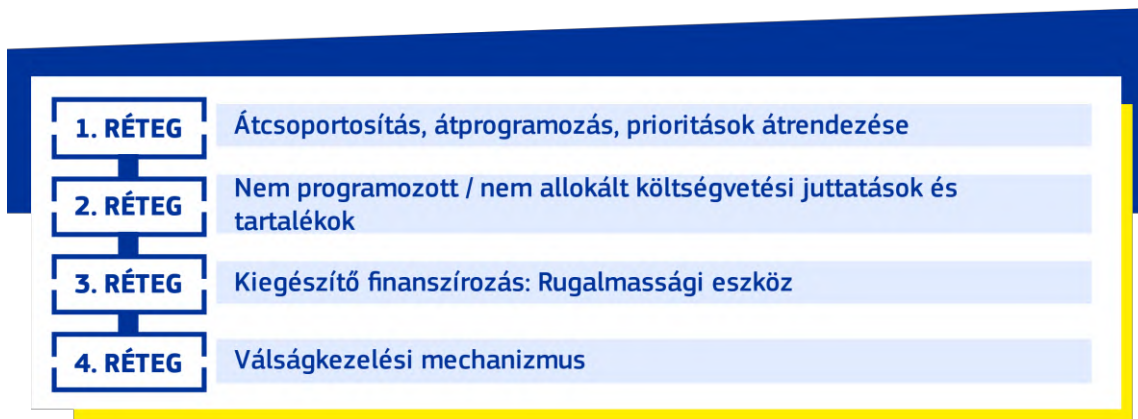 1. RÉTEG
Átcsoportosítás, átprogramozás, prioritások átrendezése
2. RÉTEG
Nem programozott / nem allokált költségvetési juttatások és
tartalékok
3. RÉTEG
Kiegészítő finanszírozás: Rugalmassági eszköz
4. RÉTEG
Válságkezelési mechanizmus